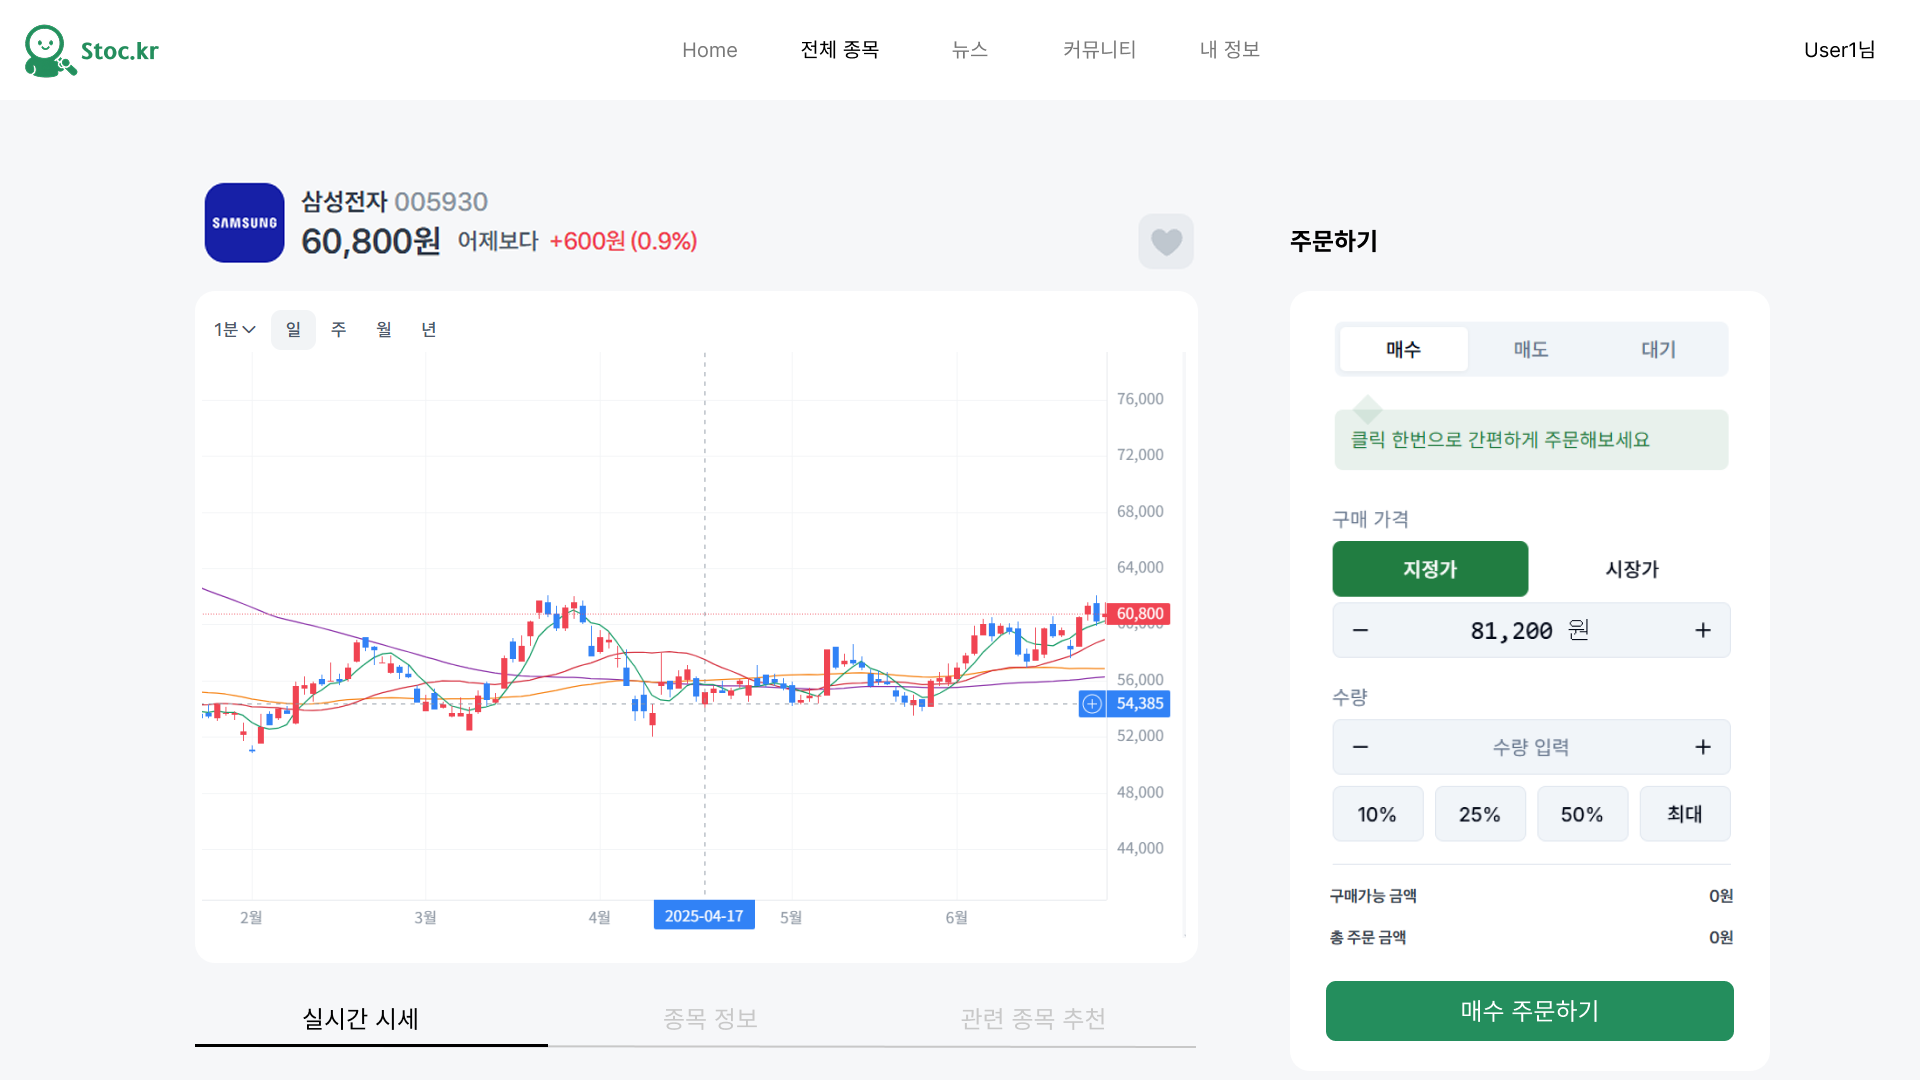 Stoc.kr
Home 전체 종목 뉴스 커뮤니티 내 정보
User1님
SAMSUNG
삼성전자 005930
60,800원 어제보다 +600원 (0.9%)
1분 일 주 월 년
76,000
72,000
68,000
64,000
60,800
56,000
54,385
52,000
48,000
44,000
2월 3월 4월 2025-04-17 5월 6월
실시간 시세 종목 정보 관련 종목 추천
주문하기
매수 매도 대기
클릭 한번으로 간편하게 주문해보세요
구매 가격
지정가 시장가
− 81,200 원 +
수량
− 수량 입력 +
10% 25% 50% 최대
구매가능 금액 0원
총 주문 금액 0원
매수 주문하기